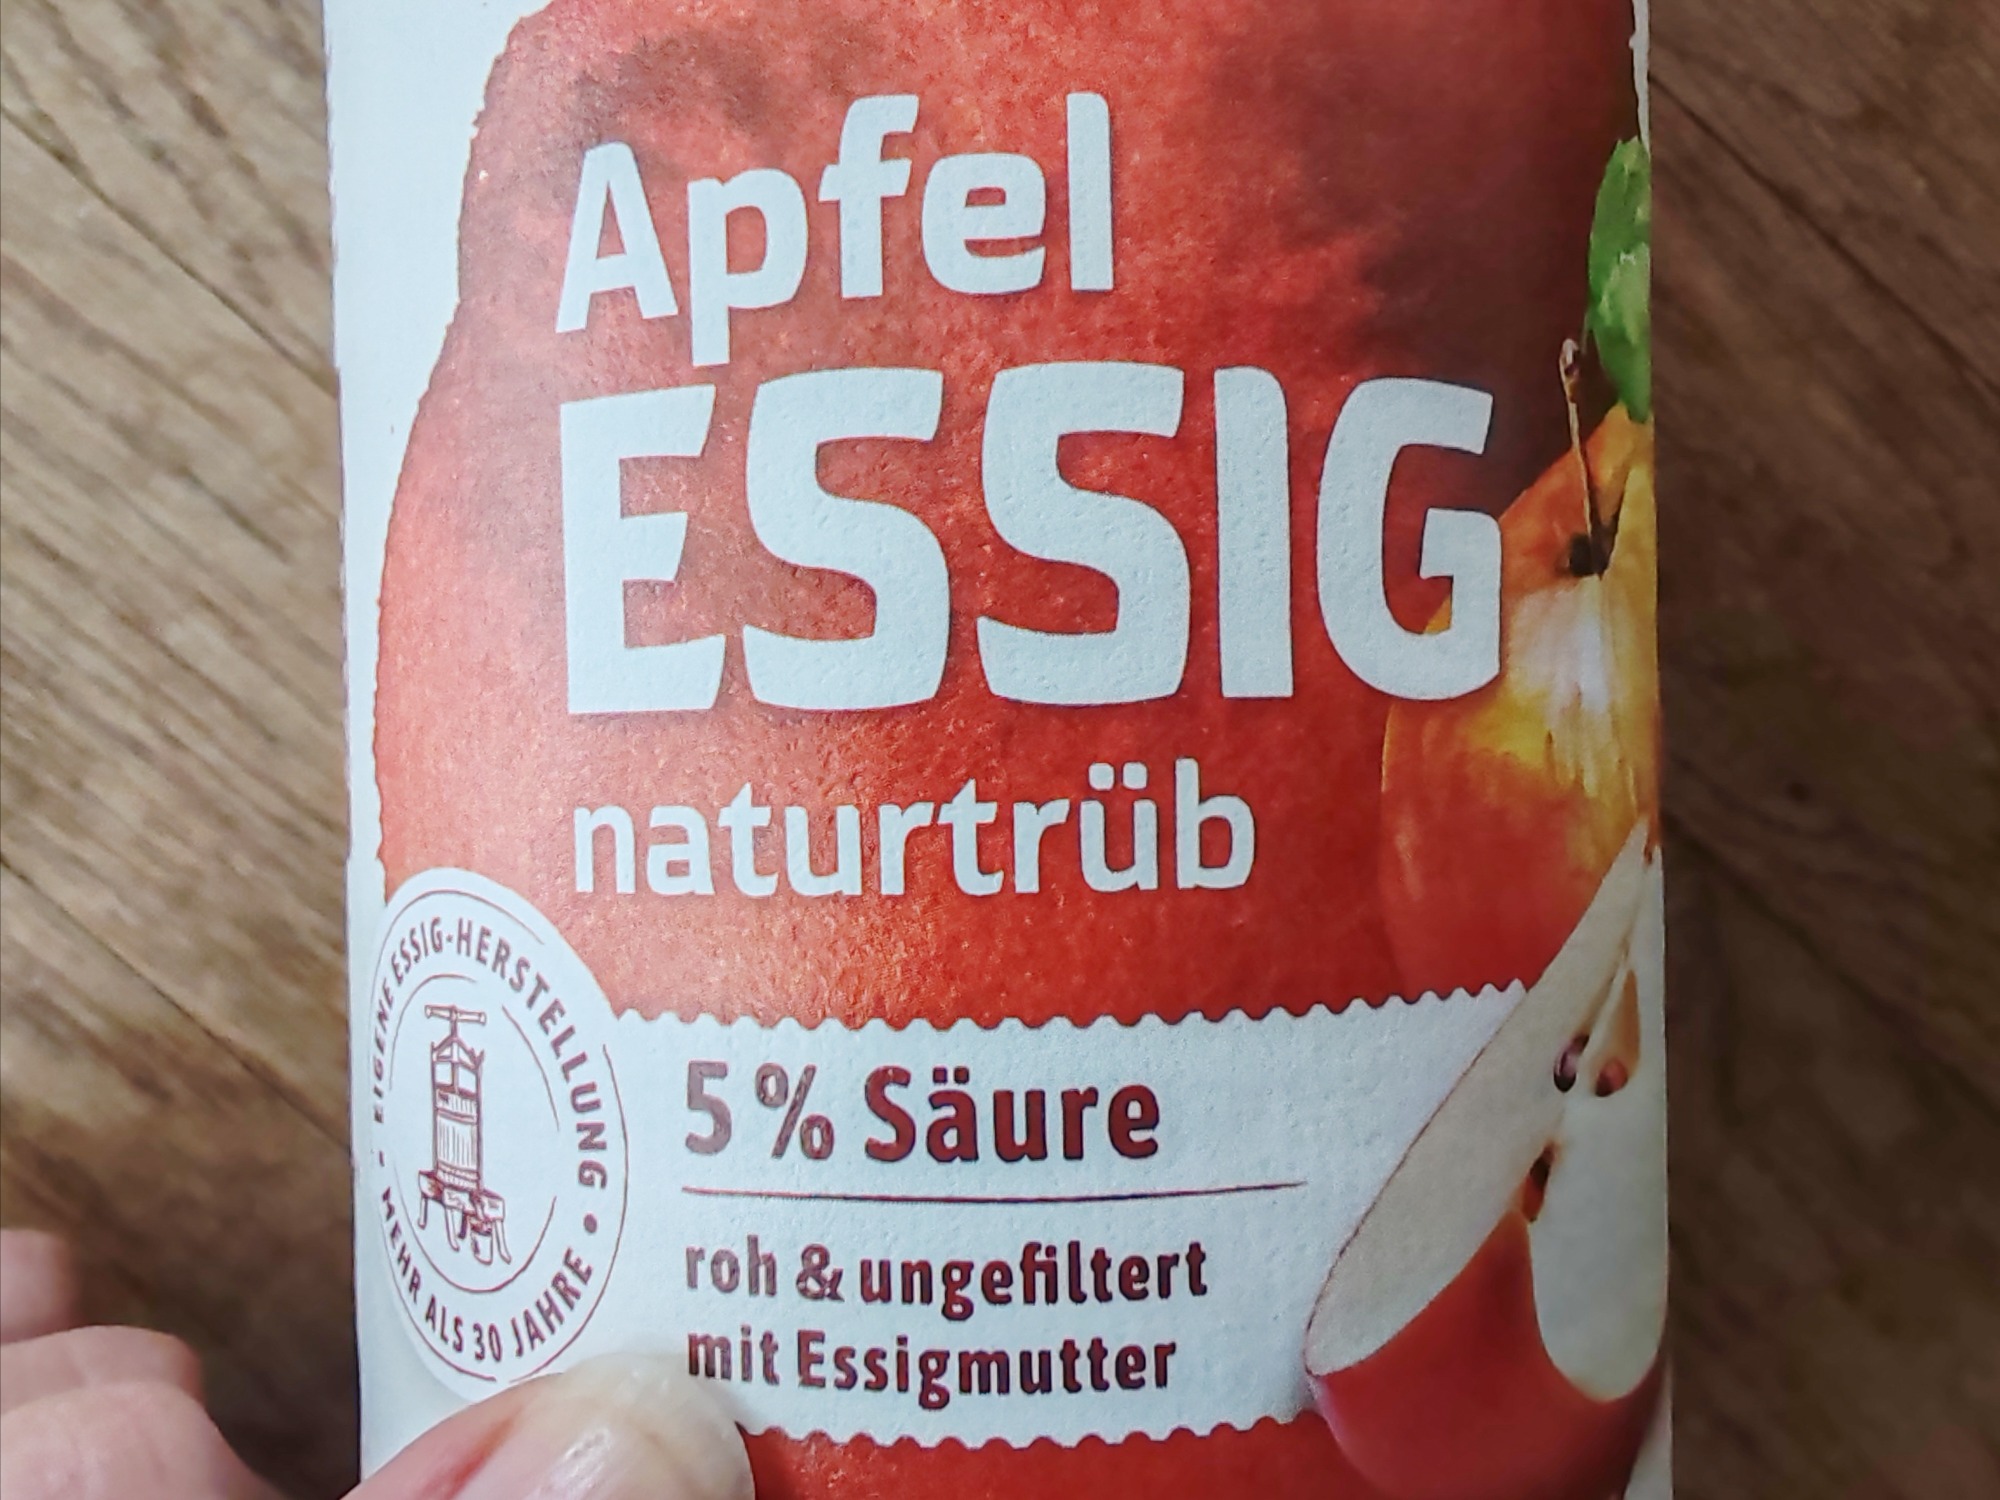 Apfel
ESSIG
naturtrüb
EIGENE ESSIG-HERSTELLUNG •
MEHR ALS 30 JAHRE •
5 % Säure
roh & ungefiltert
mit Essigmutter